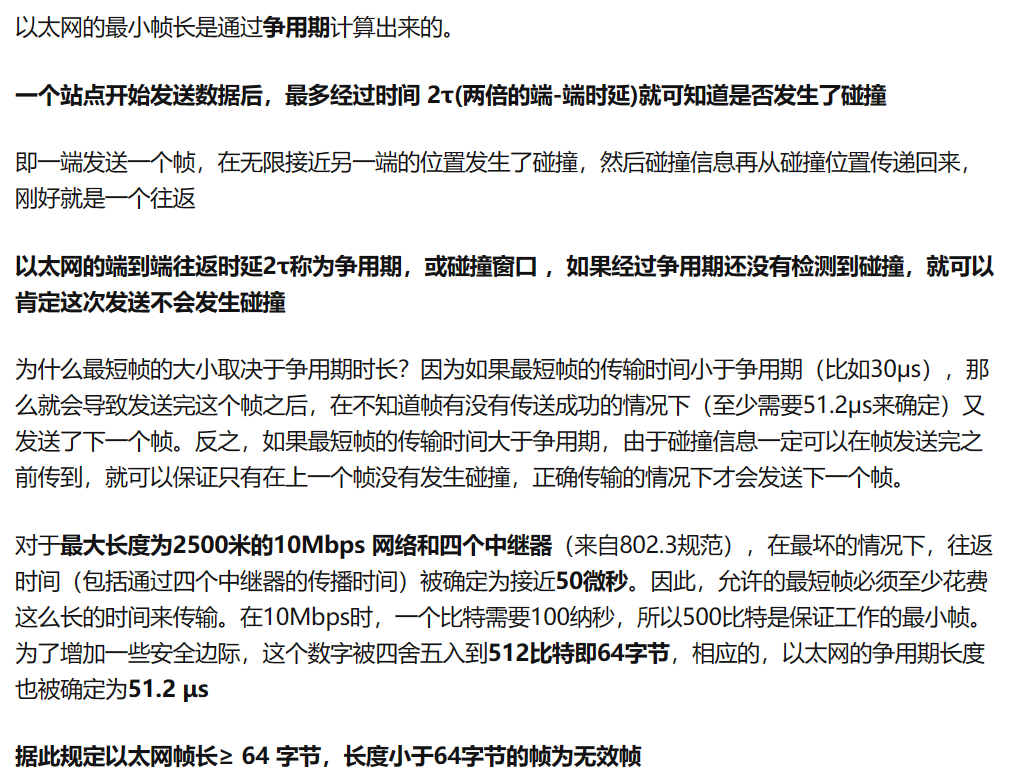 以太网的最小帧长是通过争用期计算出来的。
一个站点开始发送数据后，最多经过时间 2τ(两倍的端-端时延)就可知道是否发生了碰撞
即一端发送一个帧，在无限接近另一端的位置发生了碰撞，然后碰撞信息再从碰撞位置传递回来，
刚好就是一个往返
以太网的端到端往返时延2τ称为争用期，或碰撞窗口 ，如果经过争用期还没有检测到碰撞，就可以
肯定这次发送不会发生碰撞
为什么最短帧的大小取决于争用期时长？因为如果最短帧的传输时间小于争用期（比如30μs），那
么就会导致发送完这个帧之后，在不知道帧有没有传送成功的情况下（至少需要51.2μs来确定）又
发送了下一个帧。反之，如果最短帧的传输时间大于争用期，由于碰撞信息一定可以在帧发送完之
前传到，就可以保证只有在上一个帧没有发生碰撞，正确传输的情况下才会发送下一个帧。
对于最大长度为2500米的10Mbps 网络和四个中继器（来自802.3规范），在最坏的情况下，往返
时间（包括通过四个中继器的传播时间）被确定为接近50微秒。因此，允许的最短帧必须至少花费
这么长的时间来传输。在10Mbps时，一个比特需要100纳秒，所以500比特是保证工作的最小帧。
为了增加一些安全边际，这个数字被四舍五入到512比特即64字节，相应的，以太网的争用期长度
也被确定为51.2 μs
据此规定以太网帧长≥ 64 字节，长度小于64字节的帧为无效帧